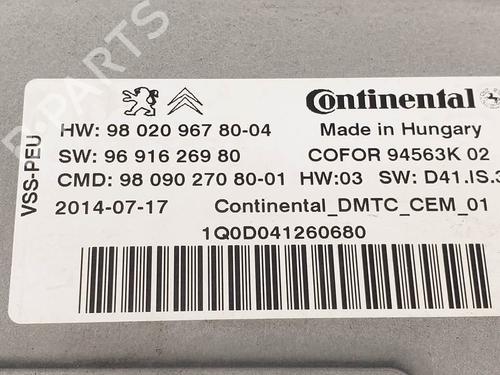 Continental
HW: 98 020 967 80-04 Made in Hungary
SW: 96 916 269 80 COFOR 94563K 02
CMD: 98 090 270 80-01 HW:03 SW: D41.IS.3
2014-07-17 Continental_DMTC_CEM_01
1Q0D041260680
VSS-PEU
B-PARTS